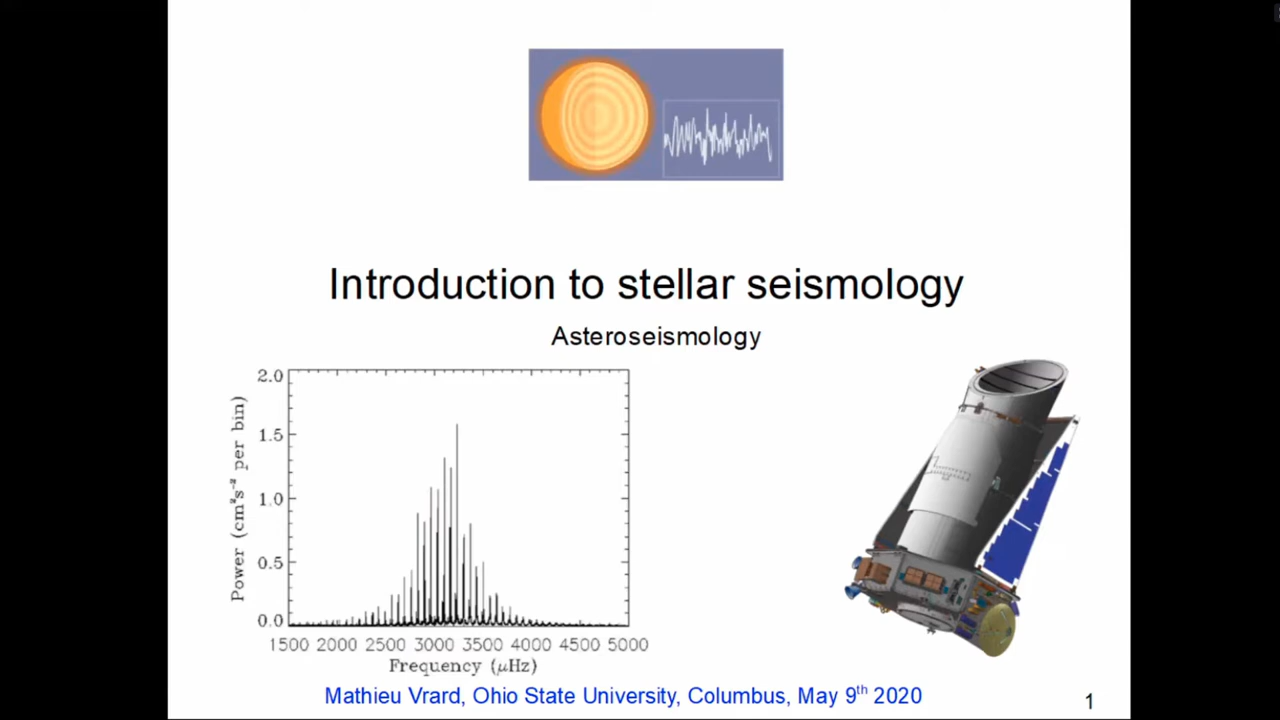 Introduction to stellar seismology
Asteroseismology
Power (cm²s⁻² per bin)
2.0
1.5
1.0
0.5
0.0
1500 2000 2500 3000 3500 4000 4500 5000
Frequency (μHz)
Mathieu Vrard, Ohio State University, Columbus, May 9th 2020
1